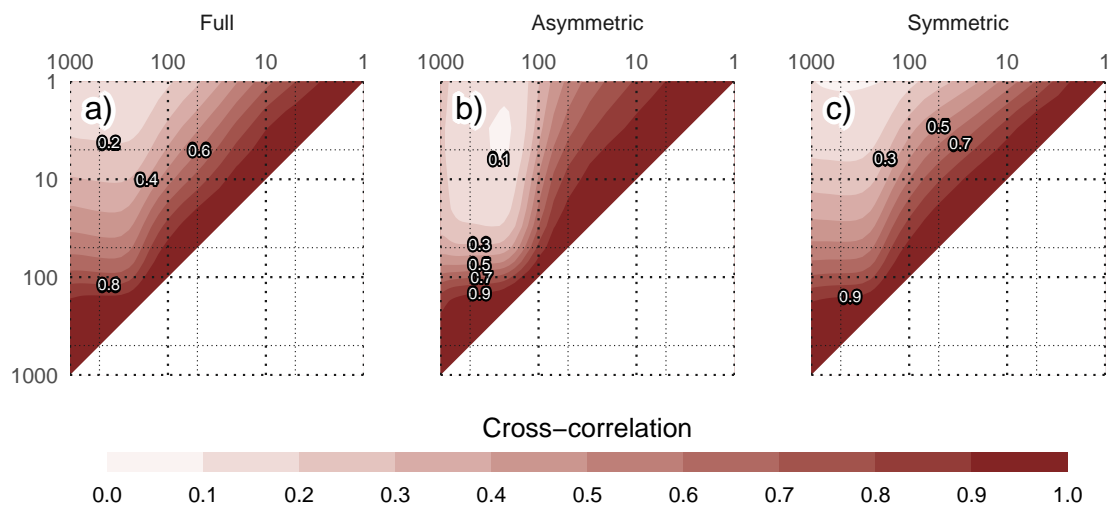 Full Asymmetric Symmetric
1000 100 10 1 1000 100 10 1 1000 100 10 1
1
a) b) c)
0.5
0.2 0.6 0.7
0.1 0.3
10 0.4
0.3
0.5
100 0.8 0.7
0.9 0.9
1000
Cross−correlation
0.0 0.1 0.2 0.3 0.4 0.5 0.6 0.7 0.8 0.9 1.0